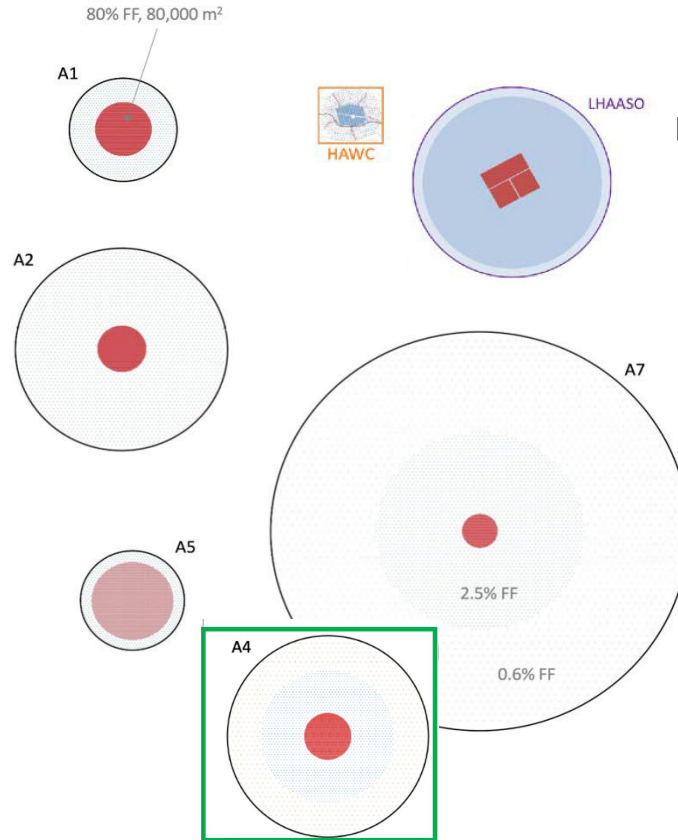 80% FF, 80,000 m²
A1
HAWC
LHAASO
A2
A7
A5
2.5% FF
A4
0.6% FF